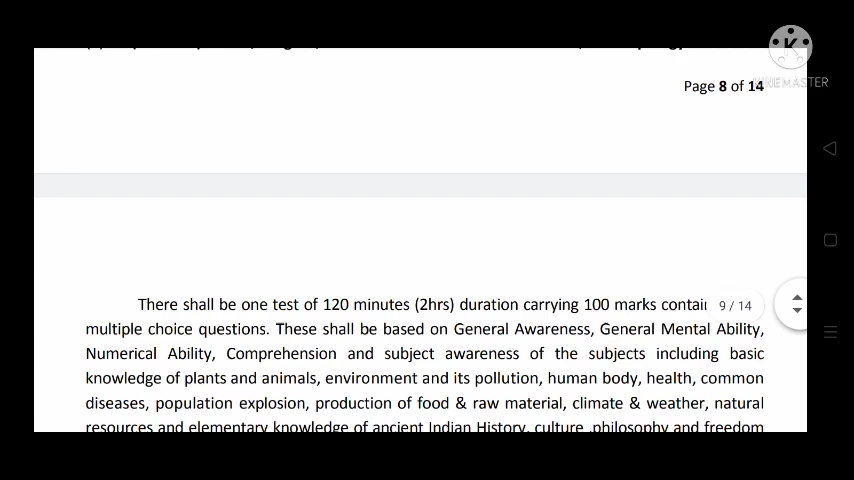 Page 8 of 14
There shall be one test of 120 minutes (2hrs) duration carrying 100 marks contai
9 / 14
multiple choice questions. These shall be based on General Awareness, General Mental Ability,
Numerical Ability, Comprehension and subject awareness of the subjects including basic
knowledge of plants and animals, environment and its pollution, human body, health, common
diseases, population explosion, production of food & raw material, climate & weather, natural
resources and elementary knowledge of ancient Indian History, culture ,philosophy and freedom
K
KINEMASTER